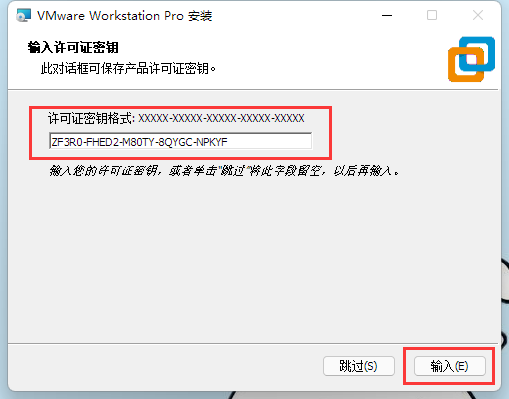 VMware Workstation Pro 安装
输入许可证密钥
此对话框可保存产品许可证密钥。
许可证密钥格式: XXXXX-XXXXX-XXXXX-XXXXX-XXXXX
ZF3R0-FHED2-M80TY-8QYGC-NPKYF
输入您的许可证密钥，或者单击"跳过"将此字段留空，以后再输入。
跳过(S)
输入(E)